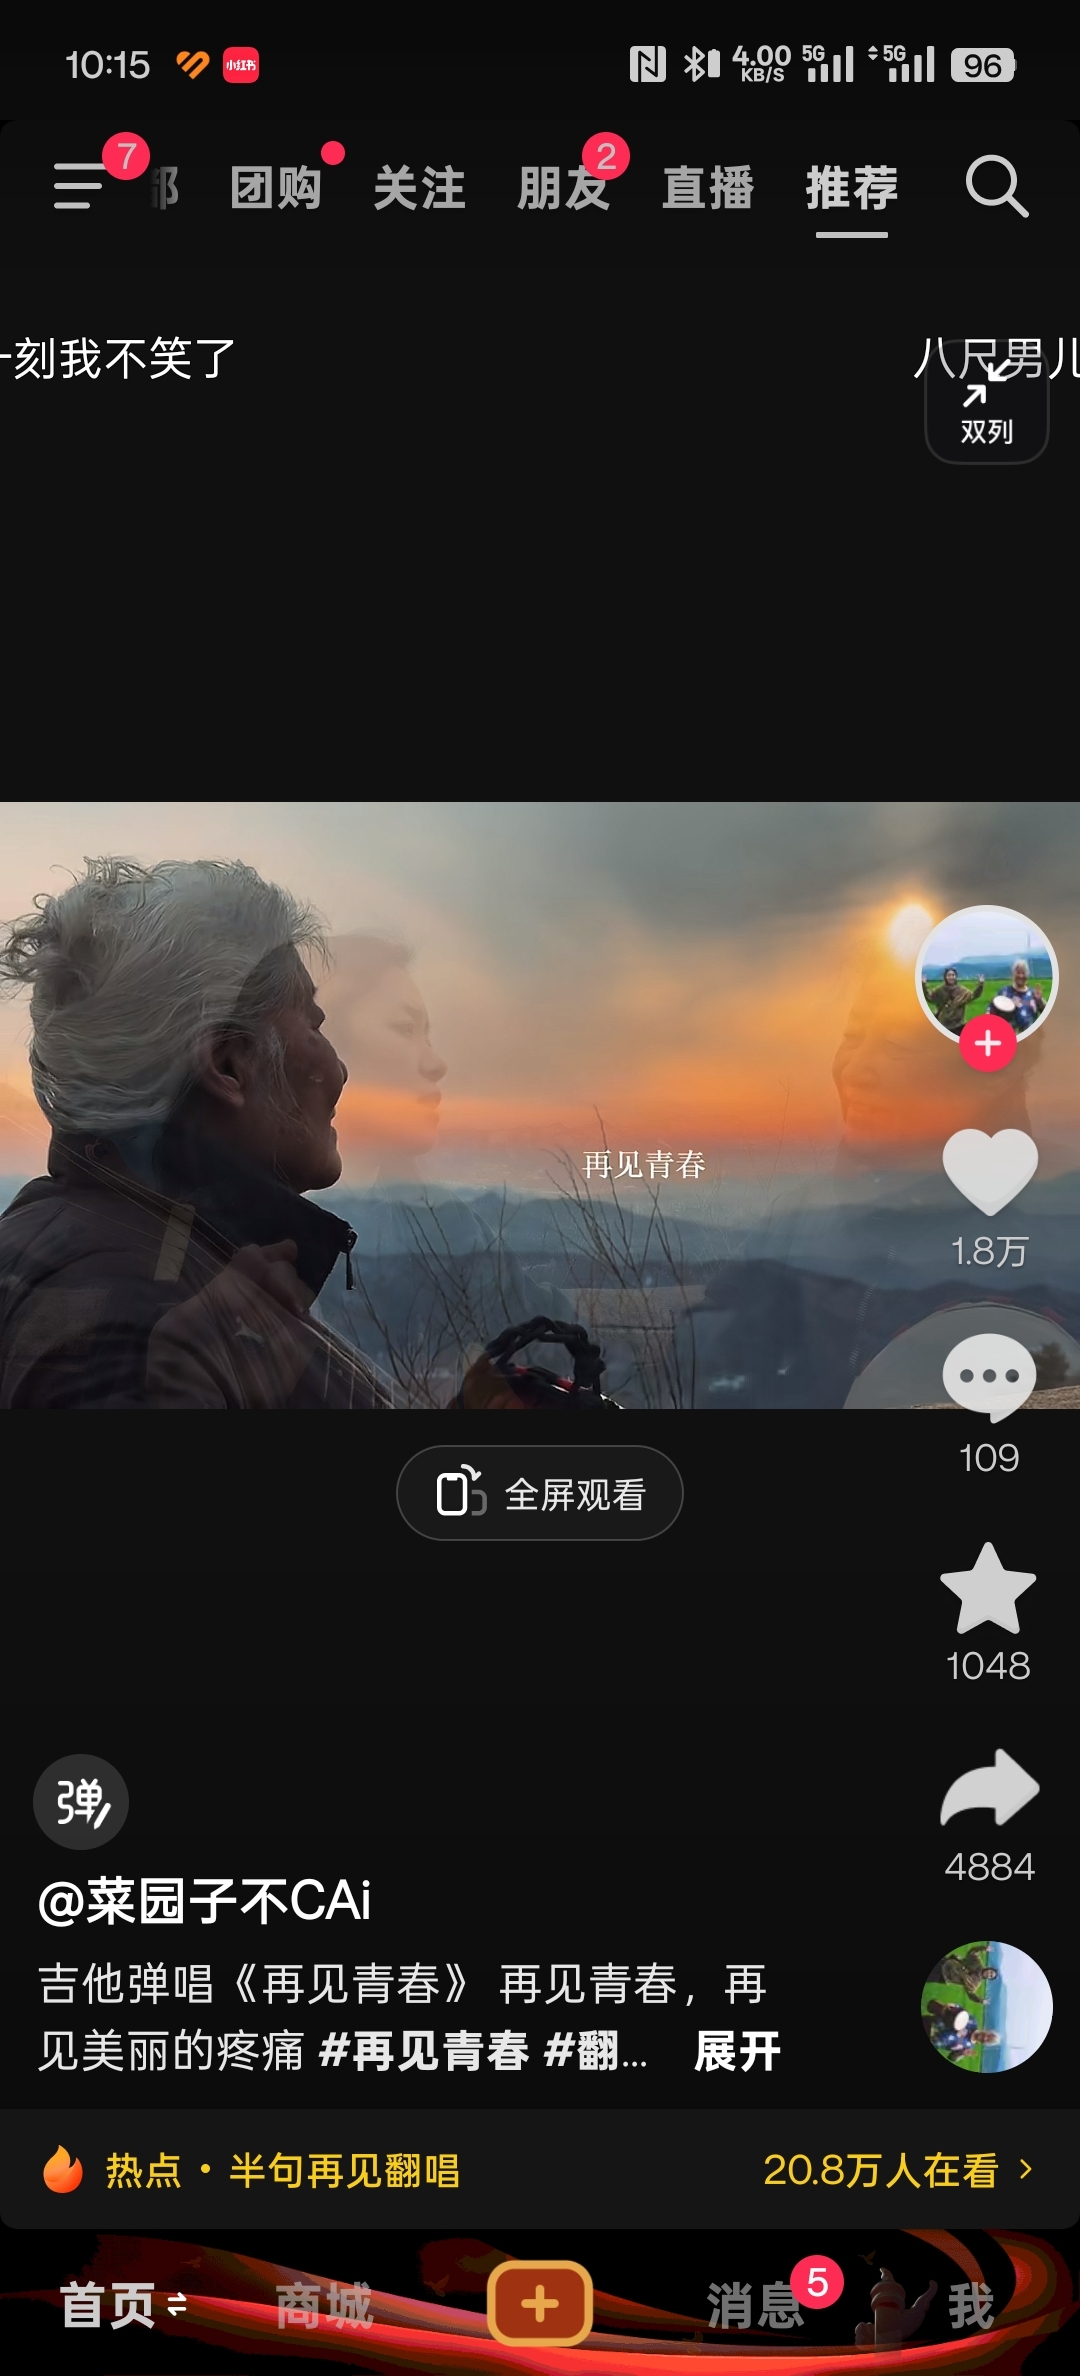 10:15
小红书
4.00
KB/S
5G
5G
96
7
都
团购
关注
朋友
2
直播
推荐
一刻我不笑了
八尺男儿
双列
再见青春
1.8万
109
全屏观看
1048
弹
4884
@菜园子不CAi
吉他弹唱《再见青春》 再见青春，再
见美丽的疼痛 #再见青春 #翻... 展开
热点·半句再见翻唱
20.8万人在看 >
首页
商城
消息
5
我